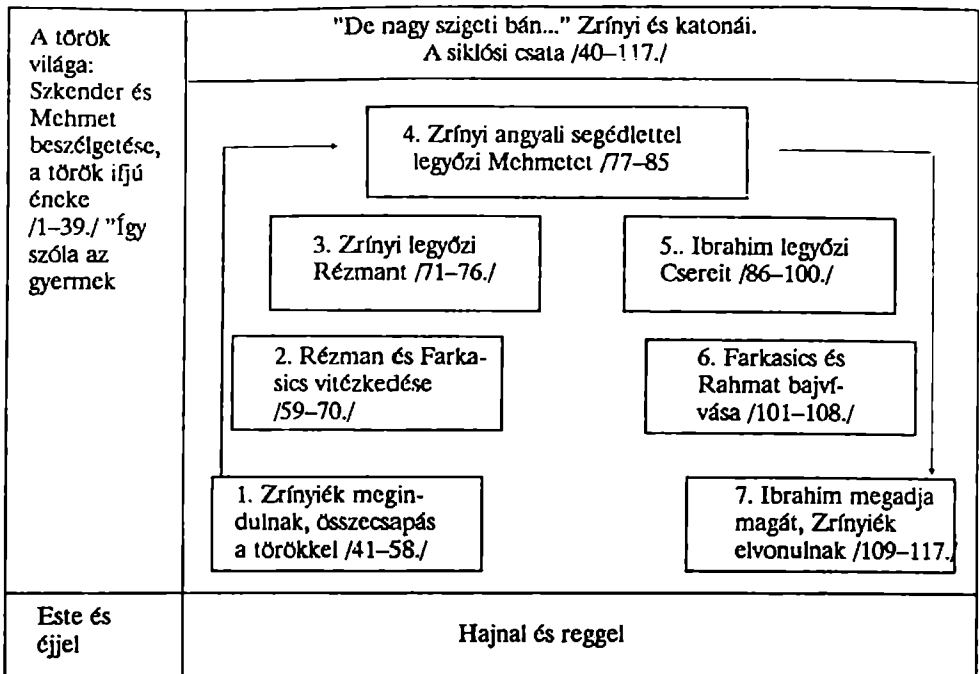 A török
világa:
Szkender és
Mehmet
beszélgetése,
a török ifjú
éneke
/1–39./ "Így
szóla az
gyermek
"De nagy szigeti bán..." Zrínyi és katonái.
A siklósi csata /40–117./
4. Zrínyi angyali segédlettel
legyőzi Mehmetet /77–85
3. Zrínyi legyőzi
Rézmant /71–76./
5.. Ibrahim legyőzi
Csereit /86–100./
2. Rézman és Farka-
sics vitézkedése
/59–70./
6. Farkasics és
Rahmat bajví-
vása /101–108./
1. Zrínyiék megin-
dulnak, összecsapás
a törökkel /41–58./
7. Ibrahim megadja
magát, Zrínyiék
elvonulnak /109–117./
Este és
éjjel
Hajnal és reggel